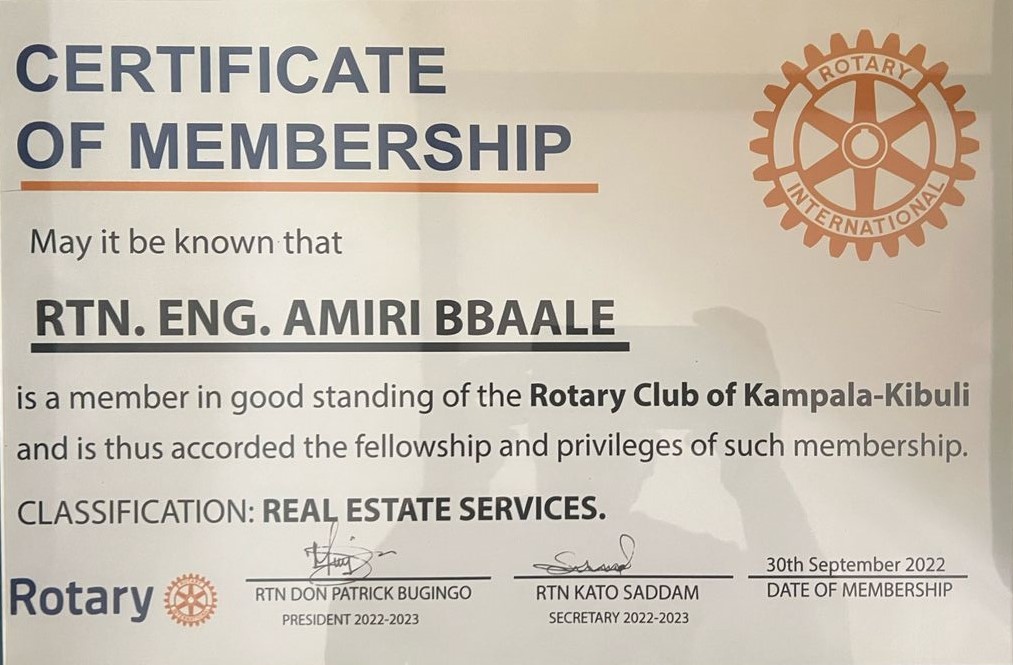 CERTIFICATE
OF MEMBERSHIP
ROTARY
INTERNATIONAL
May it be known that
RTN. ENG. AMIRI BBAALE
is a member in good standing of the Rotary Club of Kampala-Kibuli
and is thus accorded the fellowship and privileges of such membership.
CLASSIFICATION: REAL ESTATE SERVICES.
Rotary
RTN DON PATRICK BUGINGO
PRESIDENT 2022-2023
RTN KATO SADDAM
SECRETARY 2022-2023
30th September 2022
DATE OF MEMBERSHIP